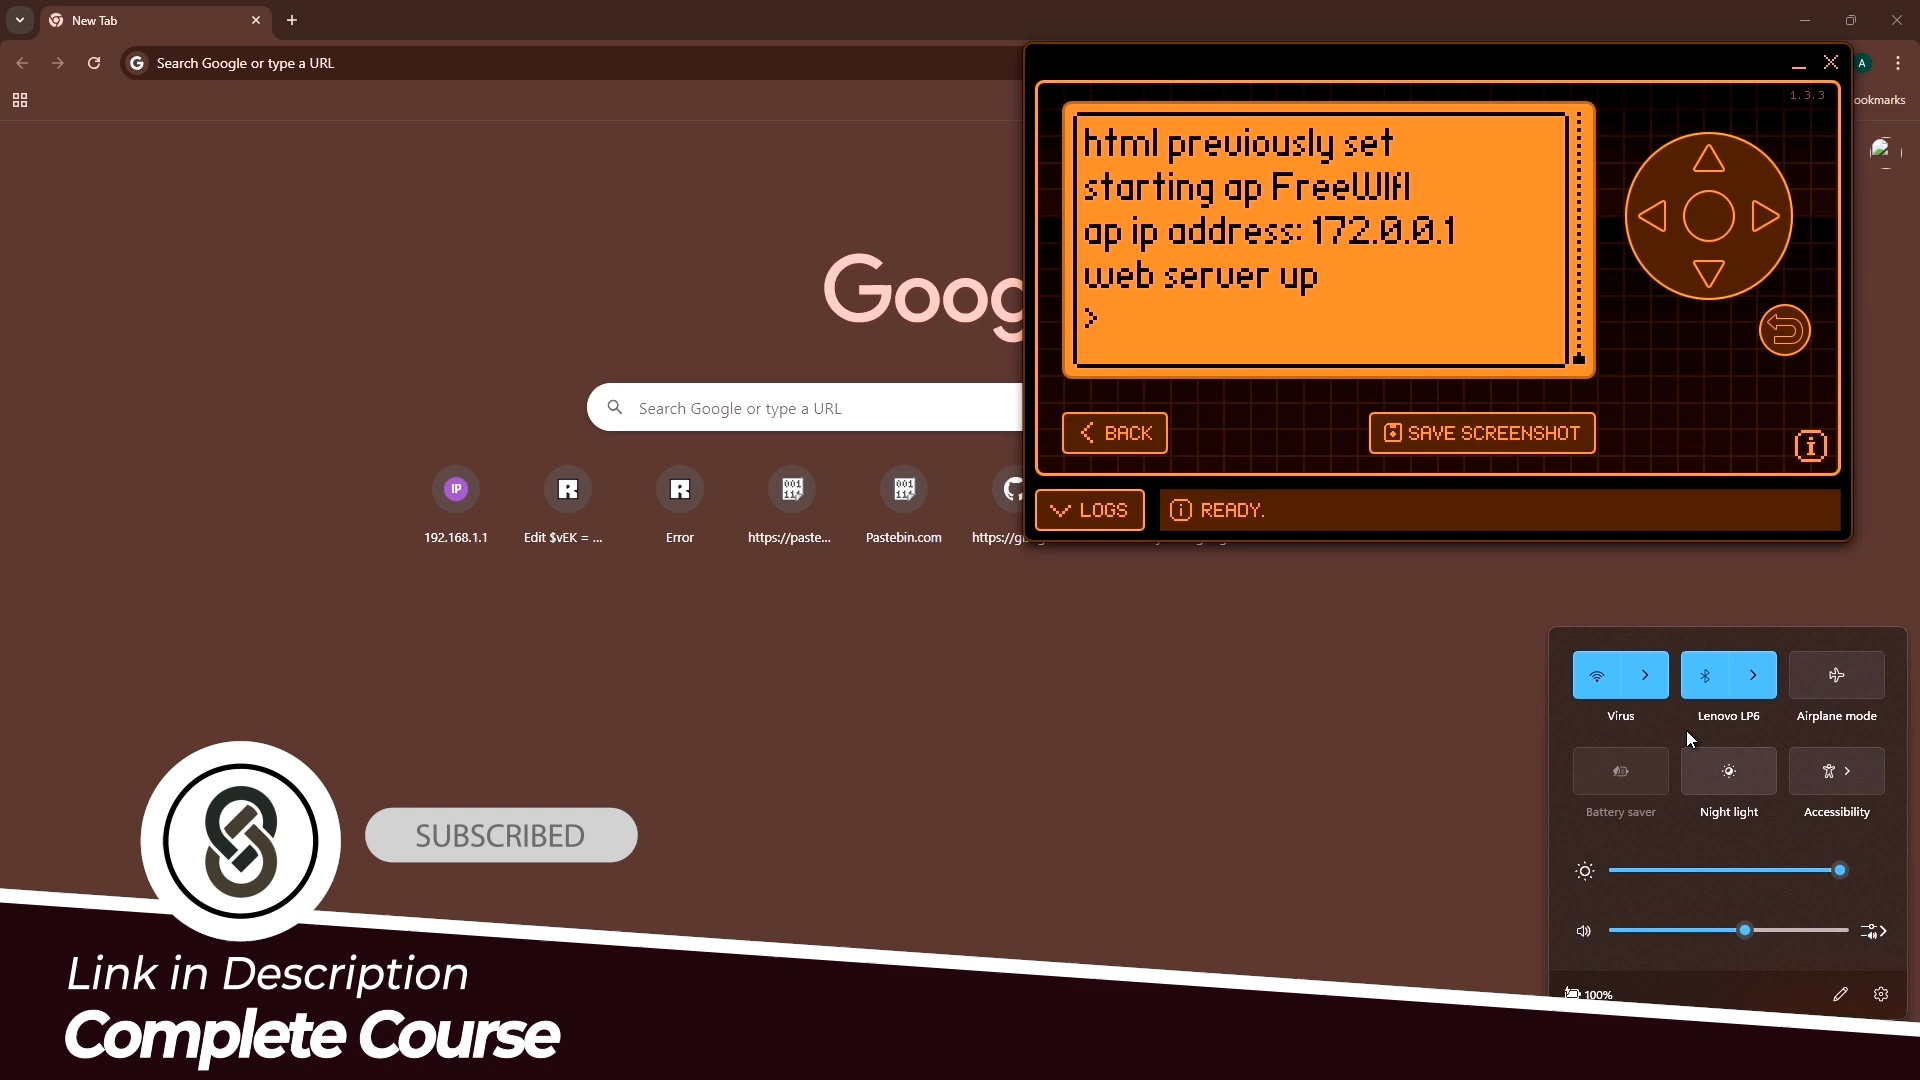 New Tab
Search Google or type a URL
A
ookmarks
1.3.3
html previously set
starting ap FreeWifi
ap ip address: 172.0.0.1
web server up
>
BACK
SAVE SCREENSHOT
LOGS
READY.
Goog
Search Google or type a URL
IP
R
R
192.168.1.1
Edit $vEK = ...
Error
https://paste...
Pastebin.com
Virus
Lenovo LP6
Airplane mode
Battery saver
Night light
Accessibility
100%
SUBSCRIBED
Link in Description
Complete Course